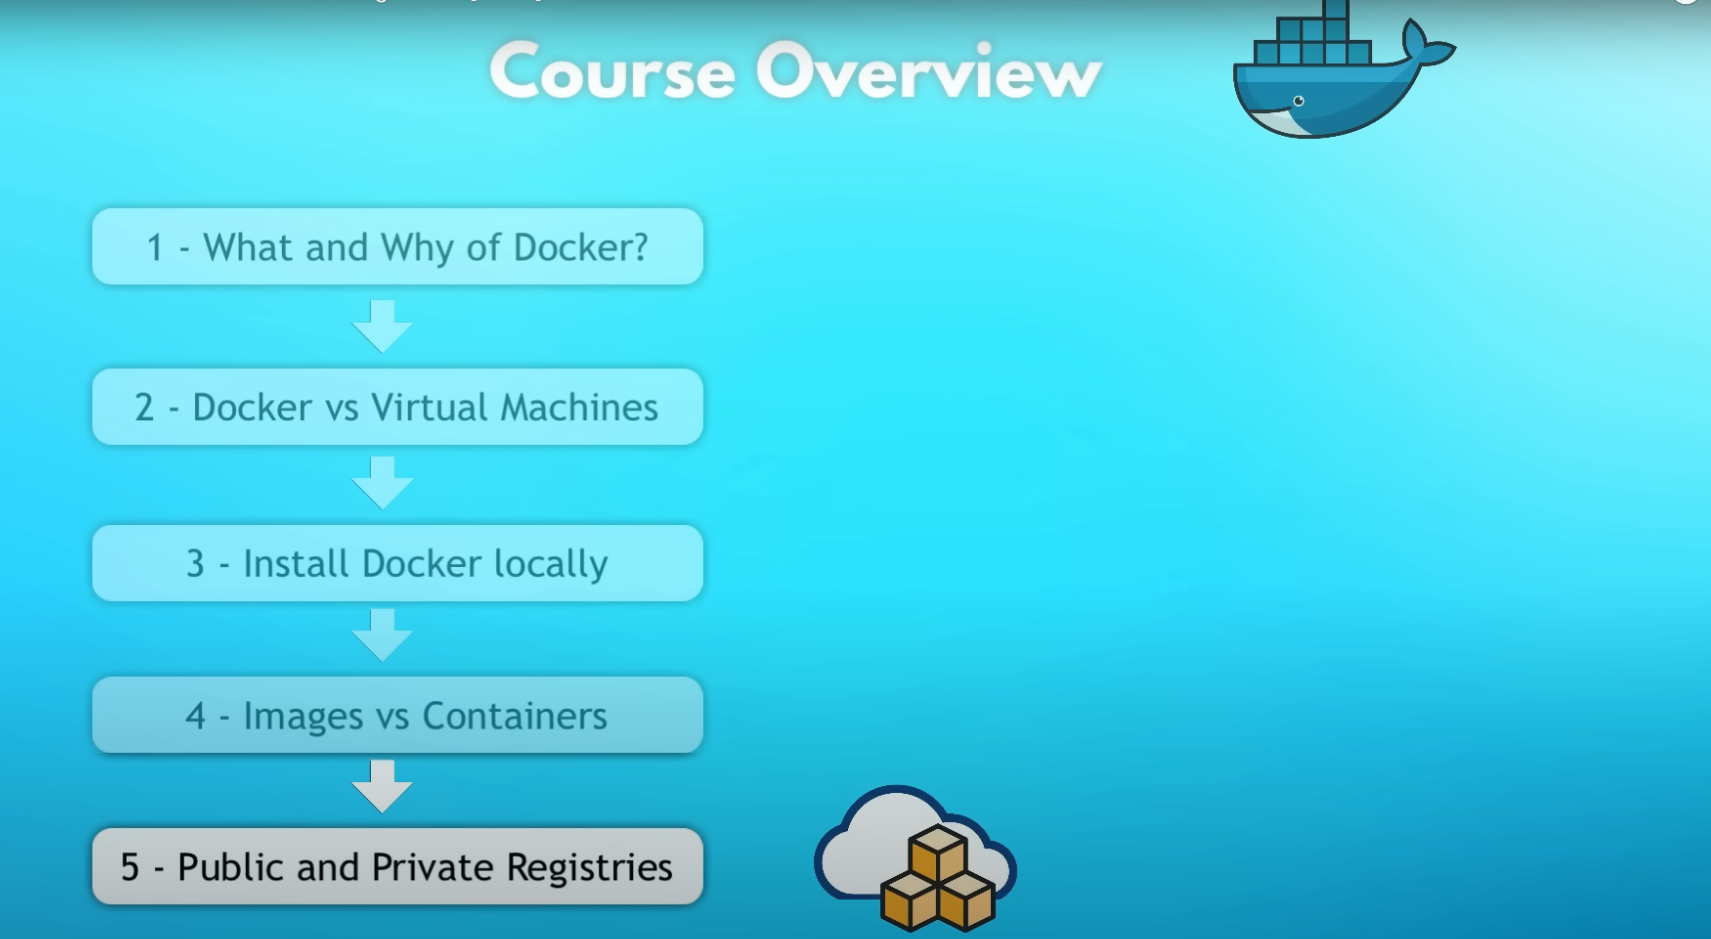 Course Overview
1 - What and Why of Docker?
2 - Docker vs Virtual Machines
3 - Install Docker locally
4 - Images vs Containers
5 - Public and Private Registries